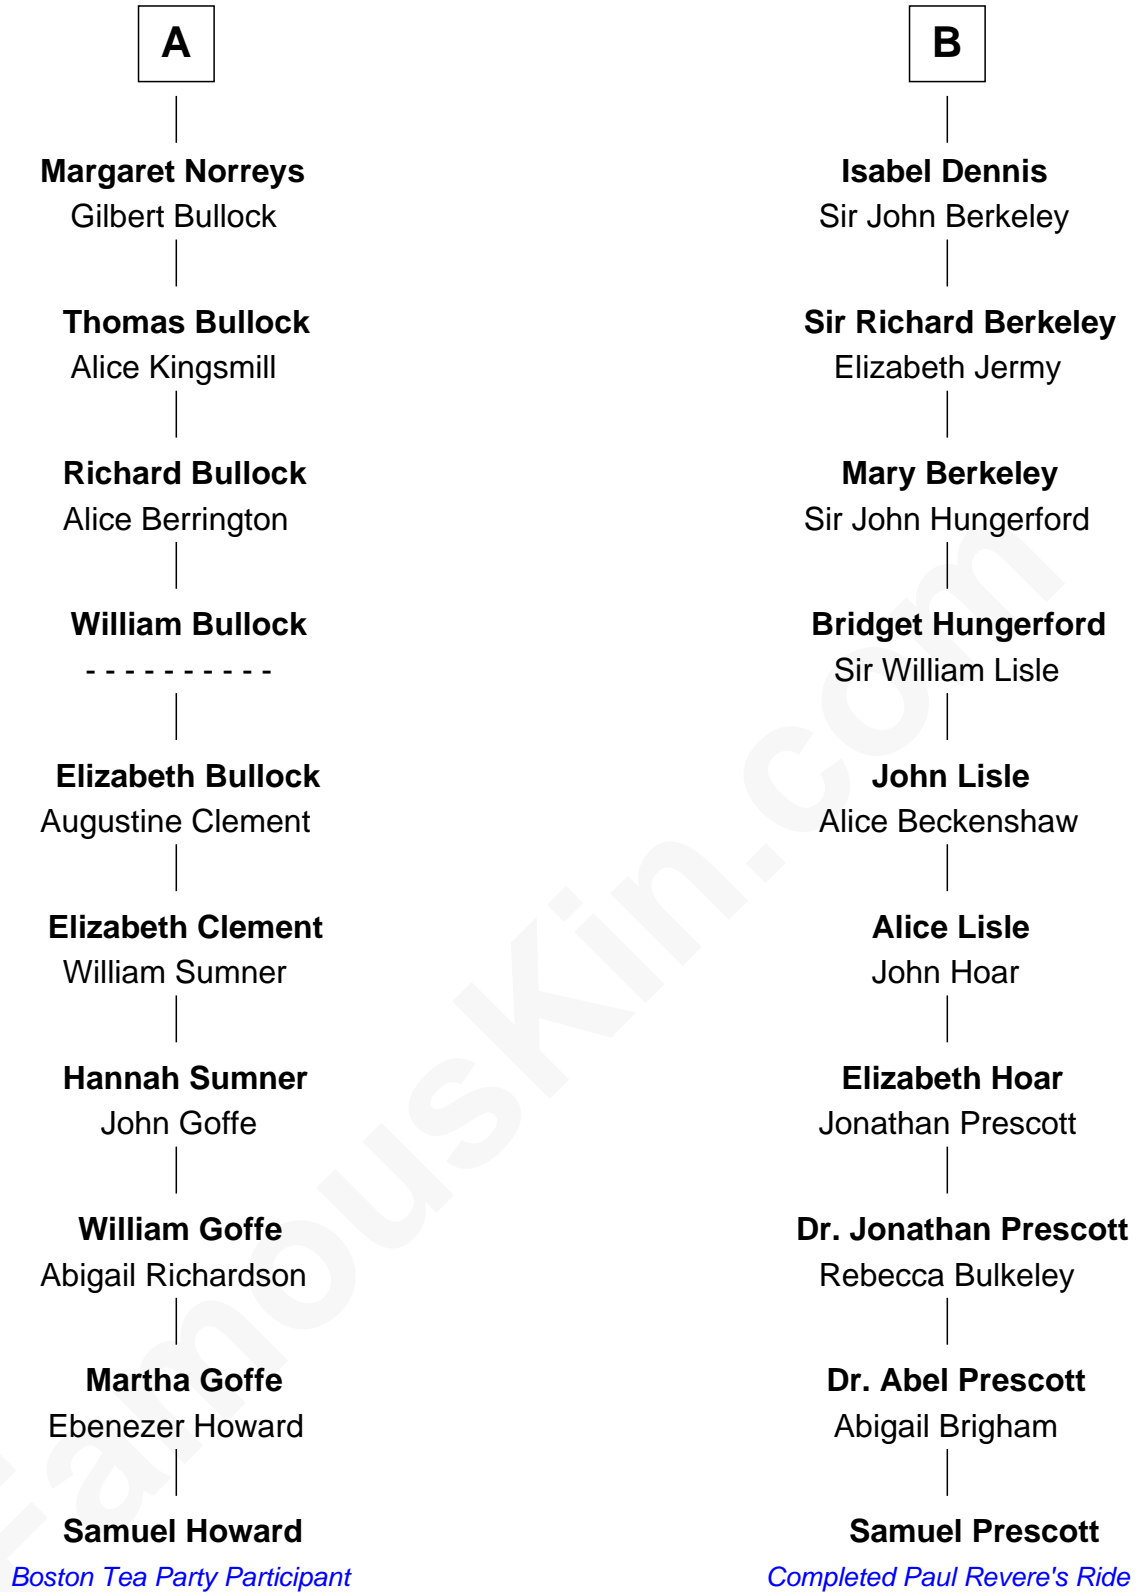 A
Margaret Norreys
Gilbert Bullock
Thomas Bullock
Alice Kingsmill
Richard Bullock
Alice Berrington
William Bullock
- - - - - - - - - -
Elizabeth Bullock
Augustine Clement
Elizabeth Clement
William Sumner
Hannah Sumner
John Goffe
William Goffe
Abigail Richardson
Martha Goffe
Ebenezer Howard
Samuel Howard
Boston Tea Party Participant
B
Isabel Dennis
Sir John Berkeley
Sir Richard Berkeley
Elizabeth Jermy
Mary Berkeley
Sir John Hungerford
Bridget Hungerford
Sir William Lisle
John Lisle
Alice Beckenshaw
Alice Lisle
John Hoar
Elizabeth Hoar
Jonathan Prescott
Dr. Jonathan Prescott
Rebecca Bulkeley
Dr. Abel Prescott
Abigail Brigham
Samuel Prescott
Completed Paul Revere's Ride
FamousKin.com